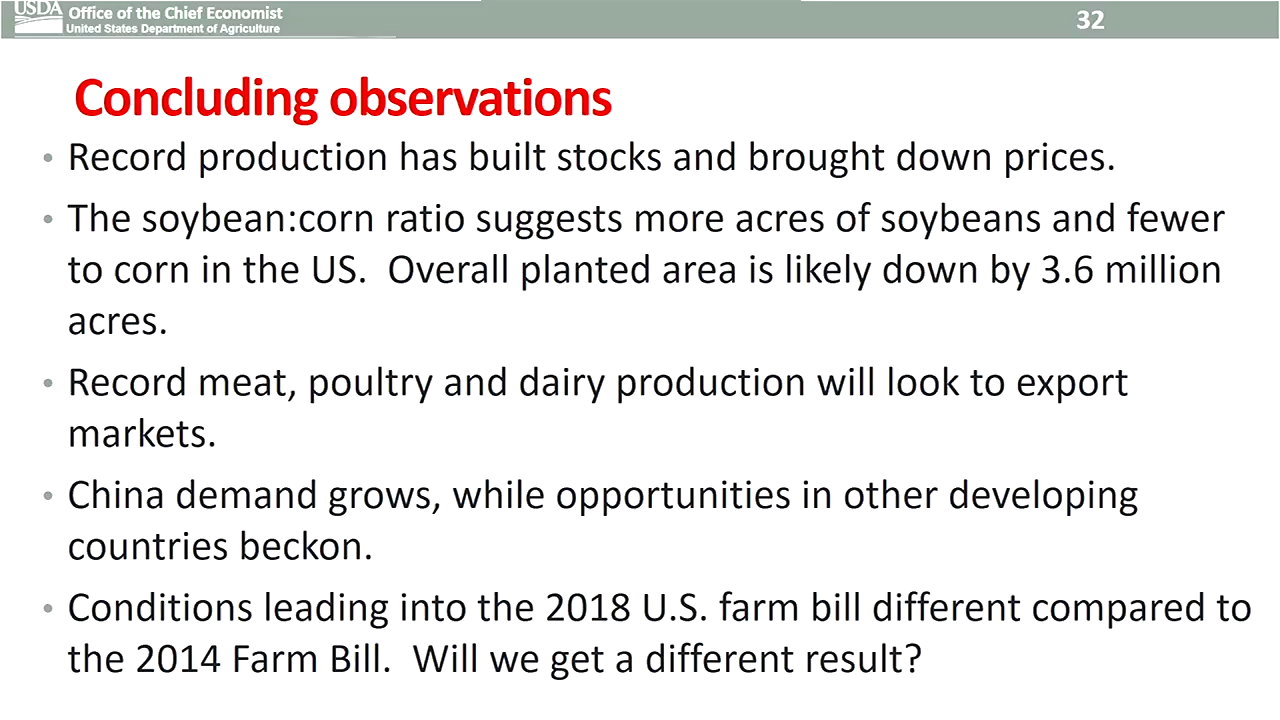 USDA Office of the Chief Economist
United States Department of Agriculture
32
Concluding observations
• Record production has built stocks and brought down prices.
• The soybean:corn ratio suggests more acres of soybeans and fewer
to corn in the US.  Overall planted area is likely down by 3.6 million
acres.
• Record meat, poultry and dairy production will look to export
markets.
• China demand grows, while opportunities in other developing
countries beckon.
• Conditions leading into the 2018 U.S. farm bill different compared to
the 2014 Farm Bill.  Will we get a different result?